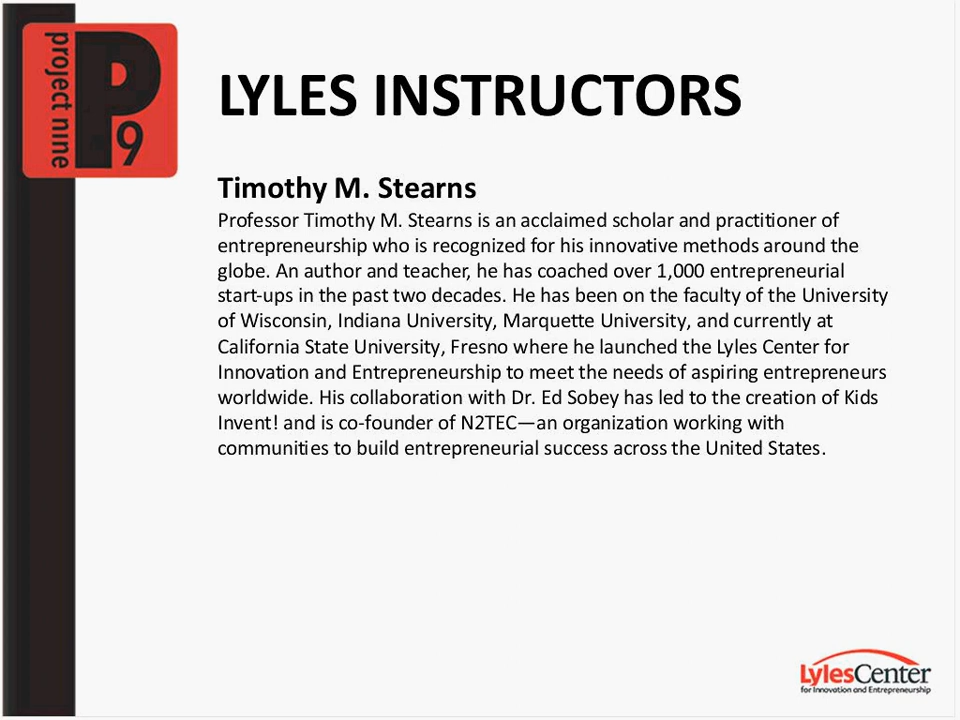 project nine
P
9
LYLES INSTRUCTORS
Timothy M. Stearns
Professor Timothy M. Stearns is an acclaimed scholar and practitioner of
entrepreneurship who is recognized for his innovative methods around the
globe. An author and teacher, he has coached over 1,000 entrepreneurial
start-ups in the past two decades. He has been on the faculty of the University
of Wisconsin, Indiana University, Marquette University, and currently at
California State University, Fresno where he launched the Lyles Center for
Innovation and Entrepreneurship to meet the needs of aspiring entrepreneurs
worldwide. His collaboration with Dr. Ed Sobey has led to the creation of Kids
Invent! and is co-founder of N2TEC—an organization working with
communities to build entrepreneurial success across the United States.
LylesCenter
for Innovation and Entrepreneurship